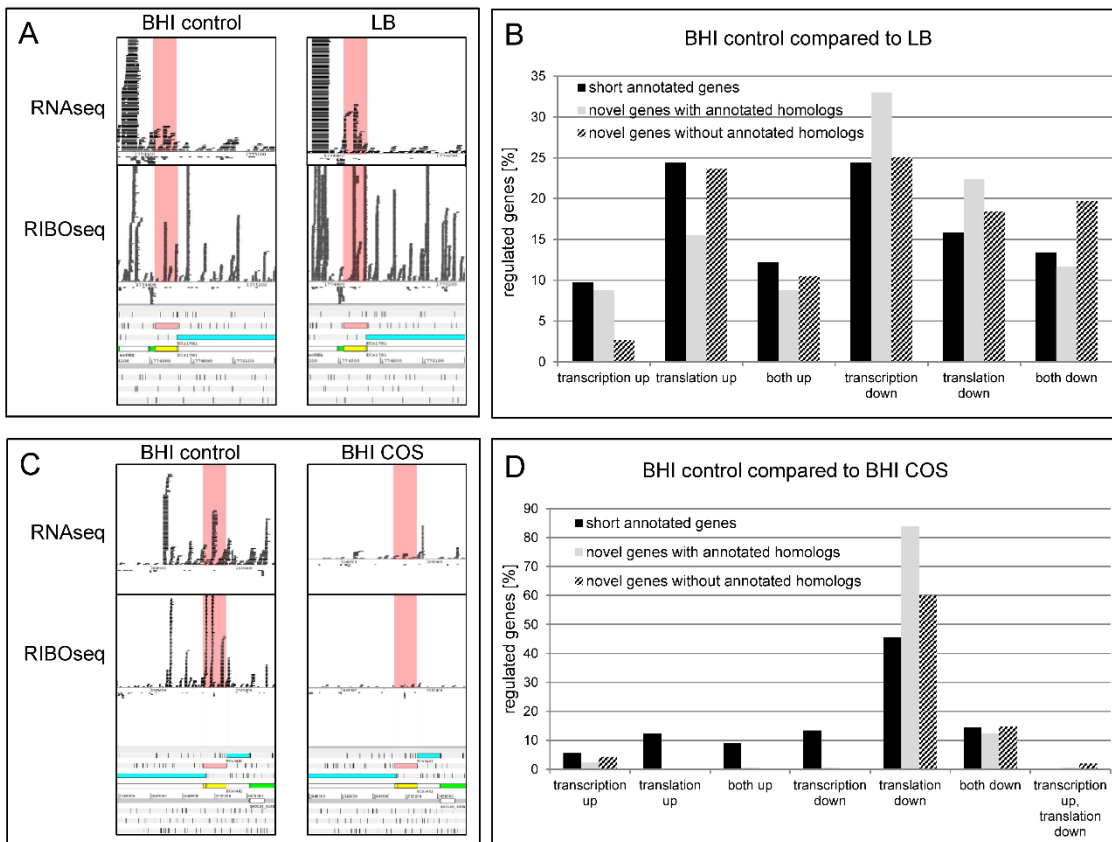 A
BHI control
LB
RNAseq
RIBOseq
B
BHI control compared to LB
short annotated genes
novel genes with annotated homologs
novel genes without annotated homologs
regulated genes [%]
35
30
25
20
15
10
5
0
transcription up
translation up
both up
transcription
down
translation
down
both down
C
BHI control
BHI COS
RNAseq
RIBOseq
D
BHI control compared to BHI COS
short annotated genes
novel genes with annotated homologs
novel genes without annotated homologs
regulated genes [%]
90
80
70
60
50
40
30
20
10
0
transcription
up
translation
up
both up
transcription
down
translation
down
both down
transcription
up,
translation
down